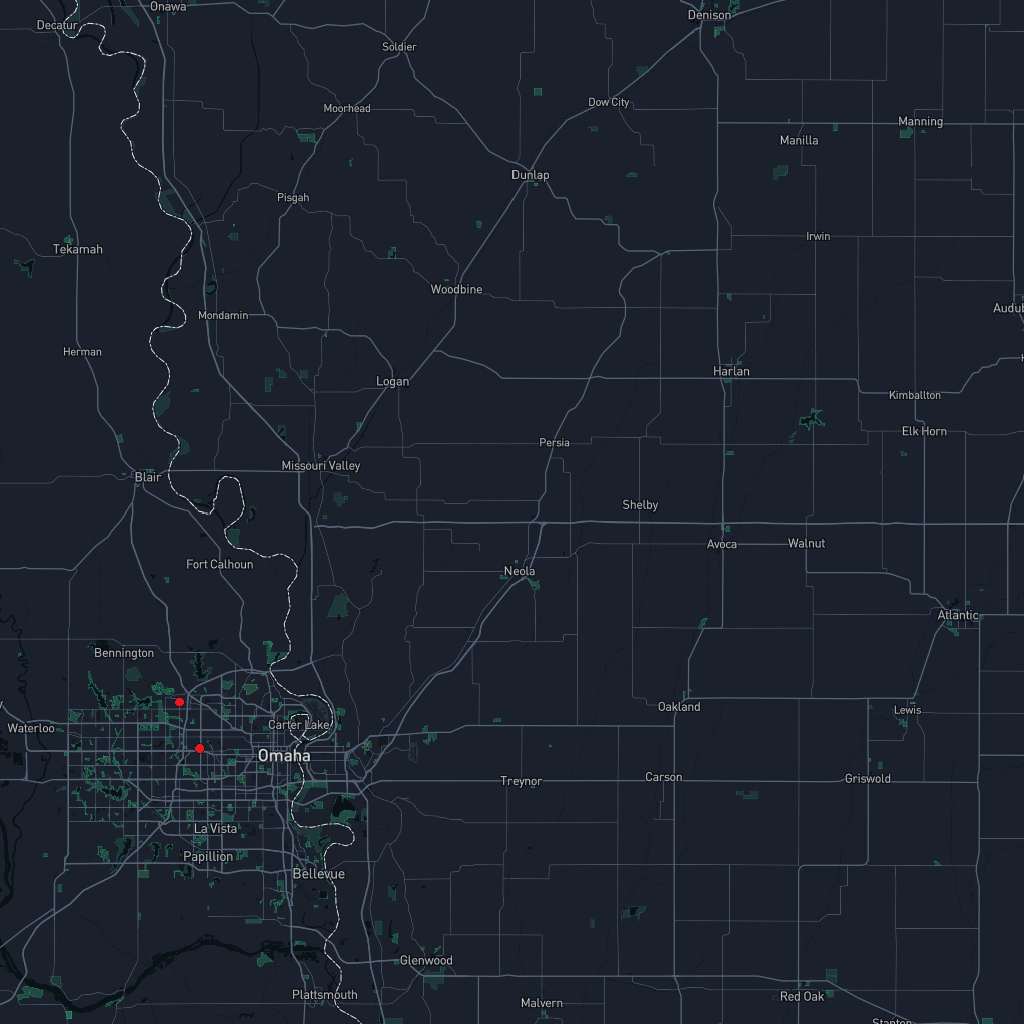 Onawa
Denison
Decatur
Soldier
Dow City
Moorhead
Manning
Manilla
Dunlap
Pisgah
Irwin
Tekamah
Woodbine
Mondamin
Audub
Herman
Harlan
Logan
Kimballton
Elk Horn
Persia
Missouri Valley
Blair
Shelby
Avoca
Walnut
Fort Calhoun
Neola
Atlantic
Bennington
Oakland
Lewis
Carter Lake
Waterloo
Omaha
Treynor
Carson
Griswold
La Vista
Papillion
Bellevue
Glenwood
Plattsmouth
Malvern
Red Oak
Stanton